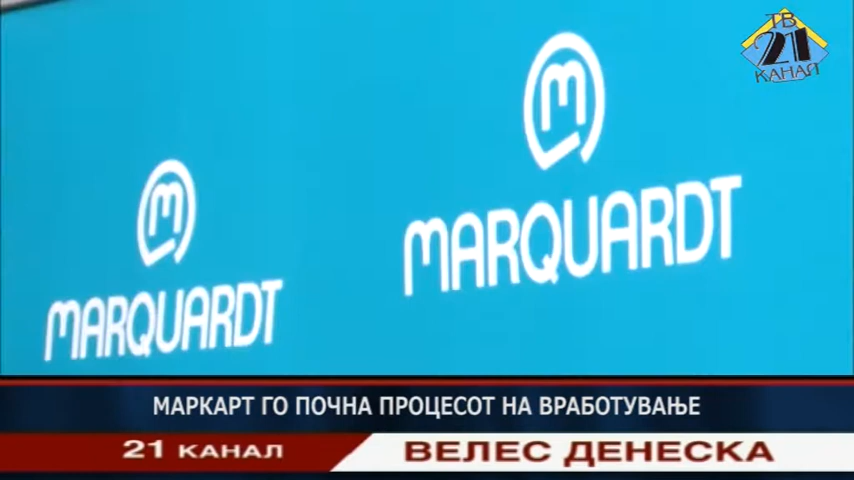 ТВ
21
КАНАЛ
M
MARQUARDT
M
MARQUARDT
МАРКАРТ ГО ПОЧНА ПРОЦЕСОТ НА ВРАБОТУВАЊЕ
21 КАНАЛ
ВЕЛЕС ДЕНЕСКА